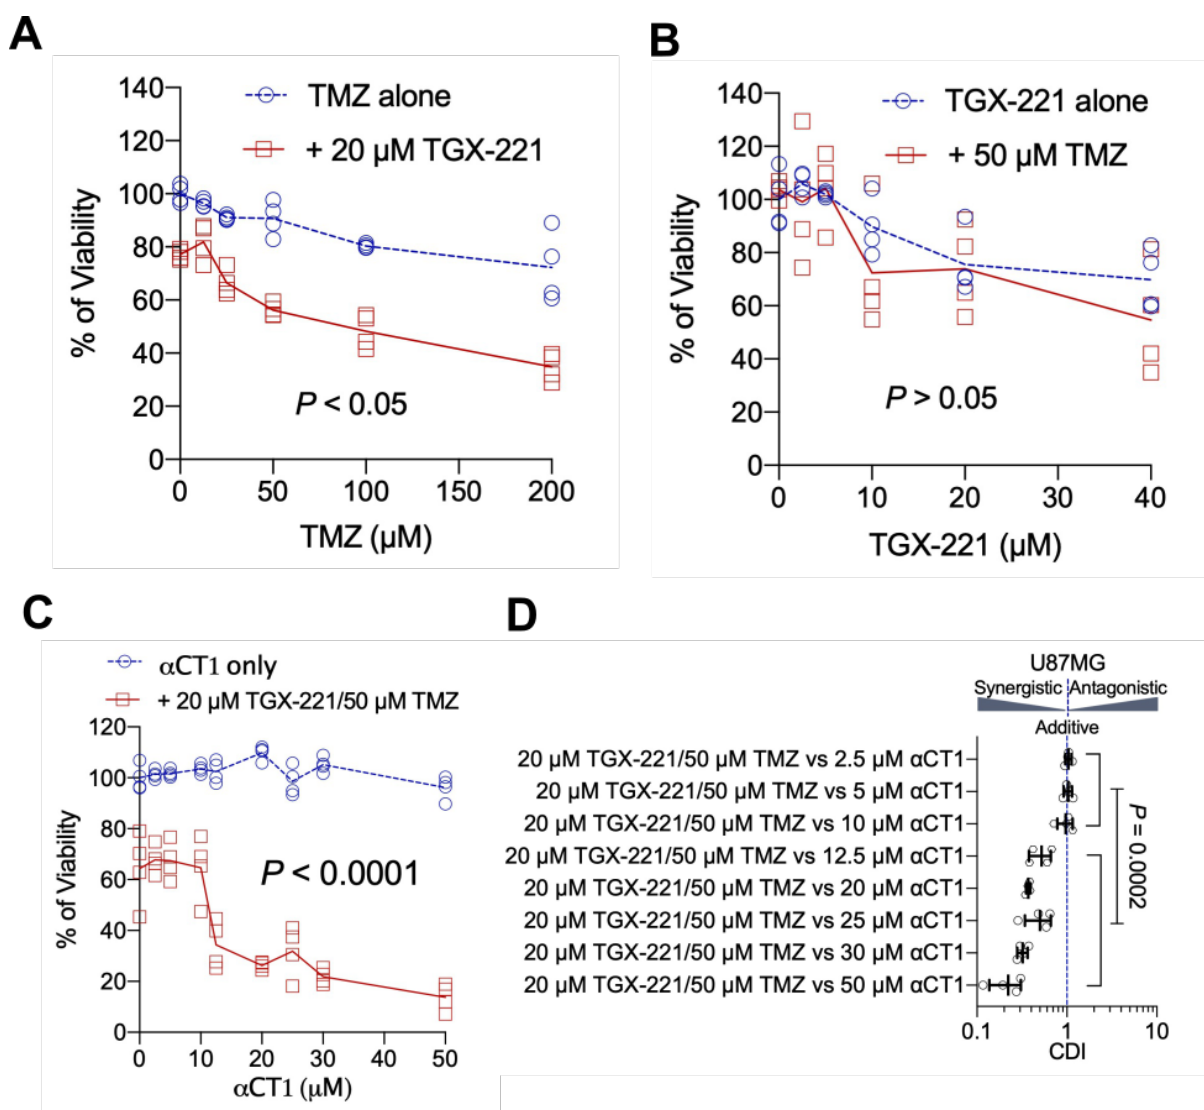 A
TMZ alone
+ 20 µM TGX-221
140
120
100
80
60
40
20
0
% of Viability
P < 0.05
0 50 100 150 200
TMZ (µM)
B
TGX-221 alone
+ 50 µM TMZ
140
120
100
80
60
40
20
0
% of Viability
P > 0.05
0 10 20 30 40
TGX-221 (µM)
C
αCT1 only
+ 20 µM TGX-221/50 µM TMZ
120
100
80
60
40
20
0
% of Viability
P < 0.0001
0 10 20 30 40 50
αCT1 (µM)
D
U87MG
Synergistic Antagonistic
Additive
20 µM TGX-221/50 µM TMZ vs 2.5 µM αCT1
20 µM TGX-221/50 µM TMZ vs 5 µM αCT1
20 µM TGX-221/50 µM TMZ vs 10 µM αCT1
20 µM TGX-221/50 µM TMZ vs 12.5 µM αCT1
20 µM TGX-221/50 µM TMZ vs 20 µM αCT1
20 µM TGX-221/50 µM TMZ vs 25 µM αCT1
20 µM TGX-221/50 µM TMZ vs 30 µM αCT1
20 µM TGX-221/50 µM TMZ vs 50 µM αCT1
P = 0.0002
0.1 1 10
CDI